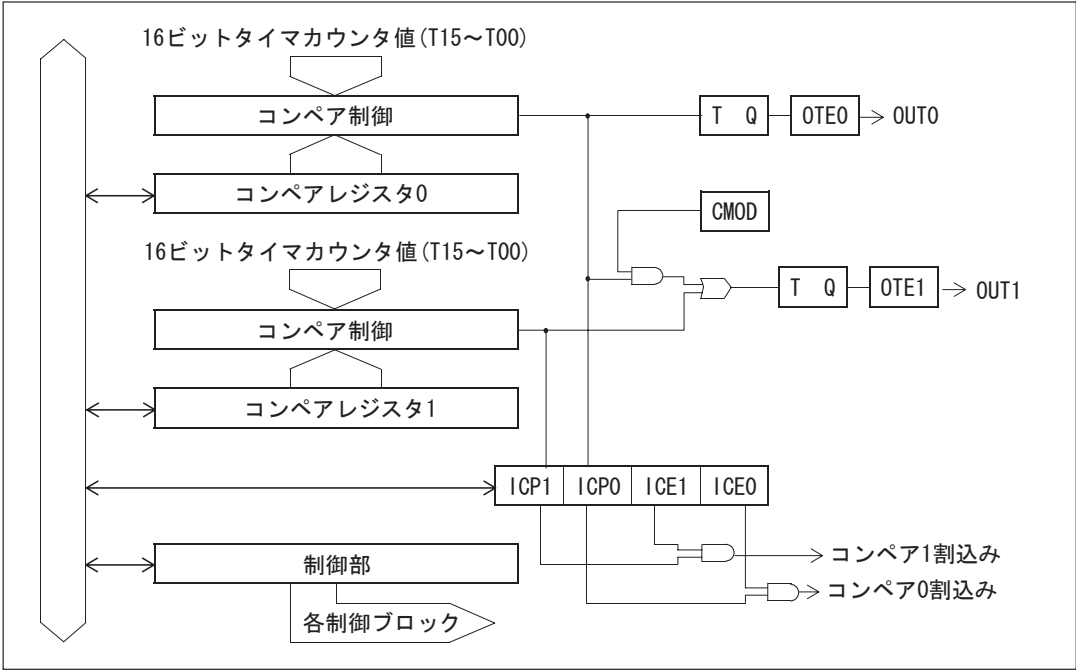 16ビットタイマカウンタ値(T15～T00)
コンペア制御
T Q
OTE0
OUT0
コンペアレジスタ0
CMOD
16ビットタイマカウンタ値(T15～T00)
コンペア制御
T Q
OTE1
OUT1
コンペアレジスタ1
ICP1 ICP0 ICE1 ICE0
制御部
コンペア1割込み
コンペア0割込み
各制御ブロック